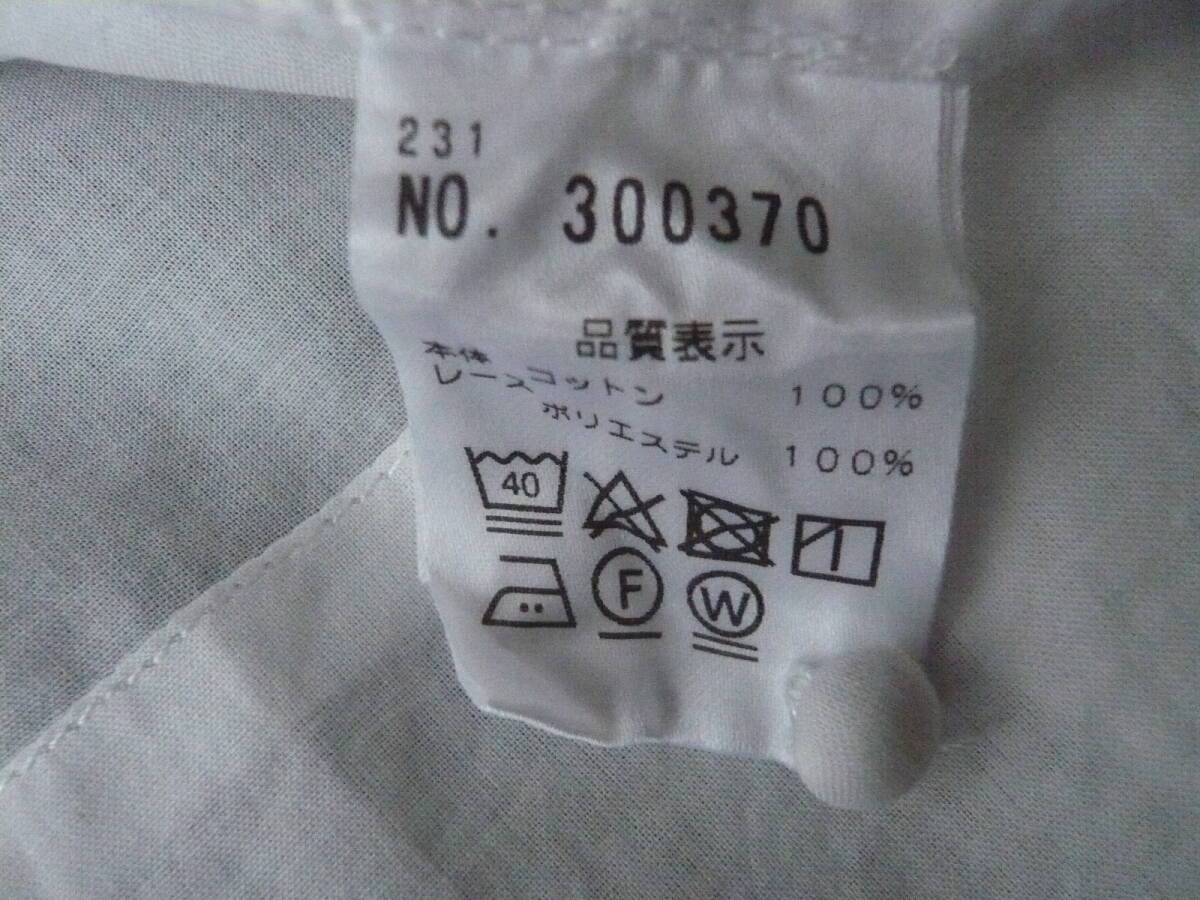 231
NO. 300370
品質表示
本体 コットン 100%
レース ポリエステル 100%
40
F
W